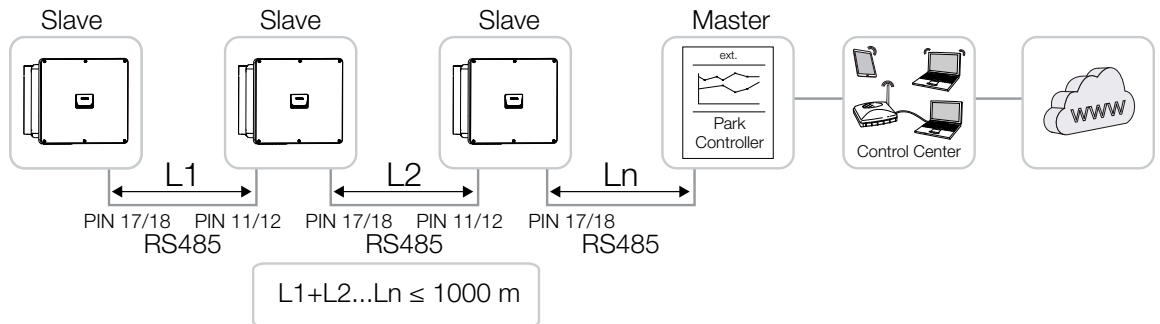 Slave Slave Slave Master
ext.
Park
Controller
Control Center
WWW
L1 L2 Ln
PIN 17/18 PIN 11/12 PIN 17/18 PIN 11/12 PIN 17/18
RS485 RS485 RS485
L1+L2...Ln ≤ 1000 m